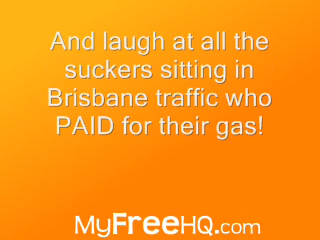 And laugh at all the
suckers sitting in
Brisbane traffic who
PAID for their gas!
MyFreeHQ.com